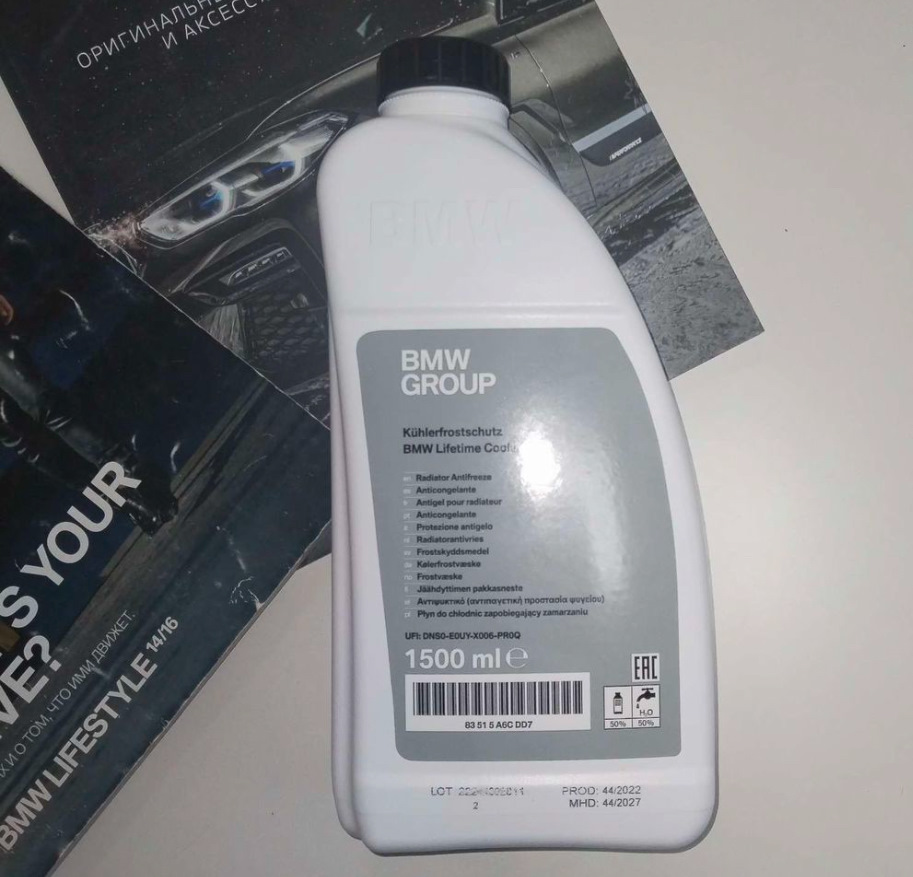 ОРИГИНАЛЬНЫЕ
И АКСЕСС
BMW
BMW
GROUP
Kühlerfrostschutz
BMW Lifetime
Radiator Antifreeze
Anticongelante
Antigel pour radiateur
Anticongelante
Protezione antigelo
Radiatorantivries
Frostskyddsmedel
Kølerfrostvæske
Frostvæske
Jäähdyttimen pakkasneste
Αντιψυκτικό (αντιπαγετική προστασία ψυγείου)
Płyn do chłodnic zapobiegający zamarzaniu
UFI: DNS0-E0UY-X006-PR0Q
1500 ml e
EAC
83 51 5 A6C DD7
H₂O
50% 50%
LOT
2
PROD: 44/2022
MHD: 44/2027
S YOUR
VE?
Х И О ТОМ, ЧТО ИМИ ДВИЖЕТ.
BMW LIFESTYLE 14/16